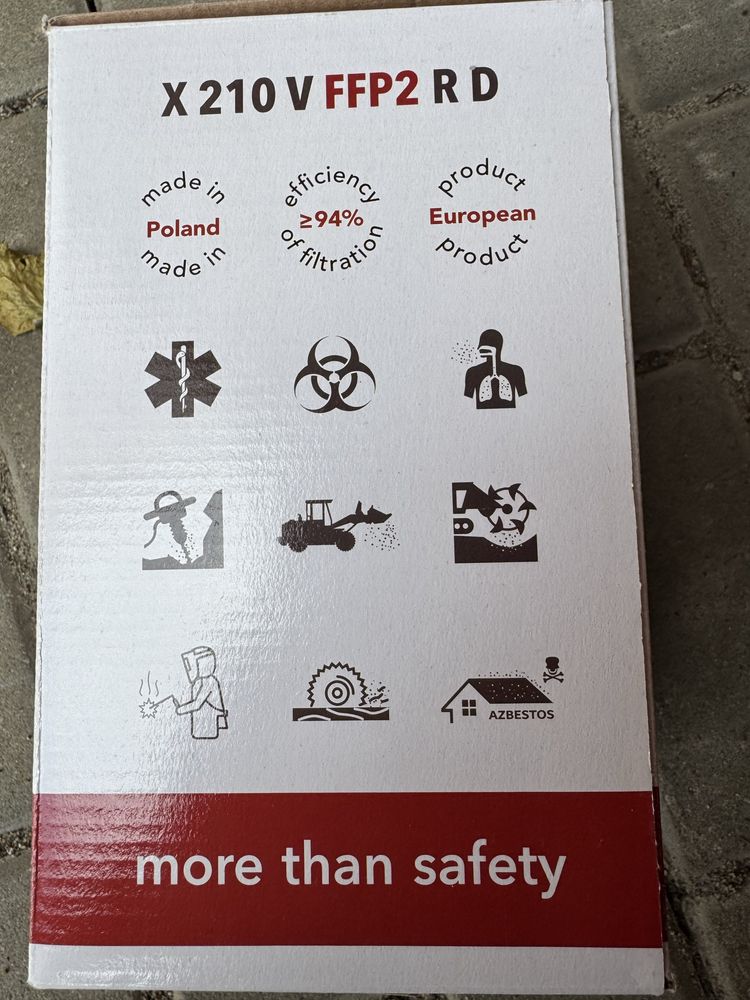 X 210 V FFP2 R D
made in
Poland
made in
efficiency
≥94%
of filtration
product
European
product
AZBESTOS
more than safety